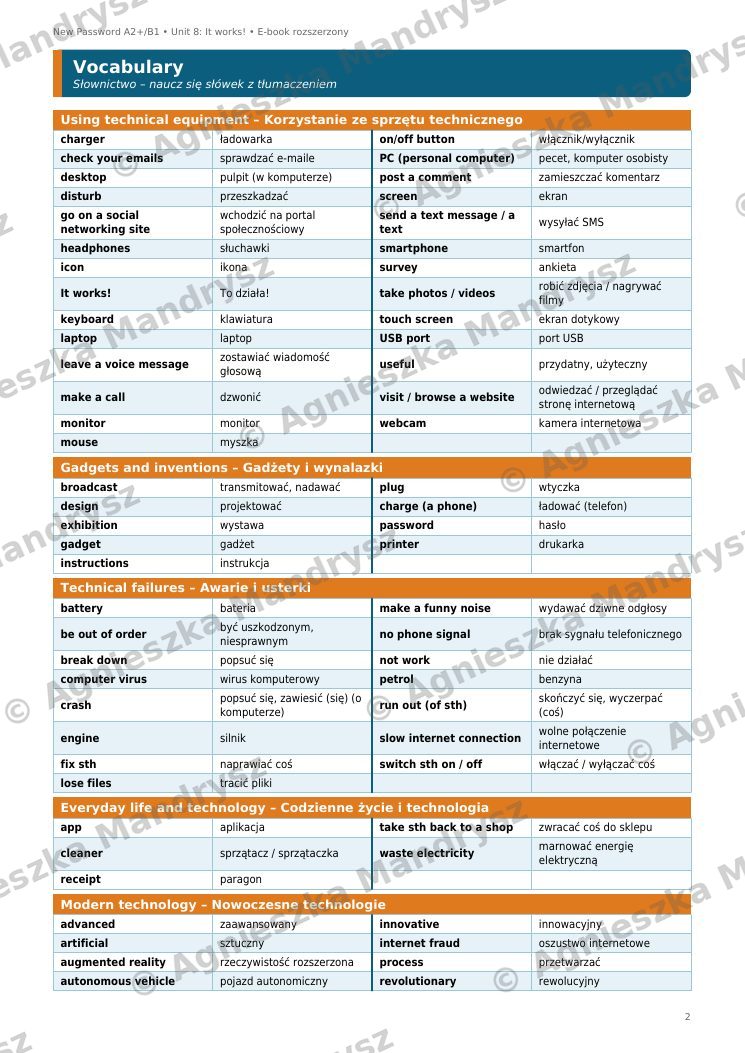 New Password A2+/B1 • Unit 8: It works! • E-book rozszerzony
Vocabulary
Słownictwo – naucz się słówek z tłumaczeniem
Using technical equipment – Korzystanie ze sprzętu technicznego
charger ładowarka on/off button włącznik/wyłącznik
check your emails sprawdzać e-maile PC (personal computer) pecet, komputer osobisty
desktop pulpit (w komputerze) post a comment zamieszczać komentarz
disturb przeszkadzać screen ekran
go on a social networking site wchodzić na portal społecznościowy send a text message / a text wysyłać SMS
headphones słuchawki smartphone smartfon
icon ikona survey ankieta
It works! To działa! take photos / videos robić zdjęcia / nagrywać filmy
keyboard klawiatura touch screen ekran dotykowy
laptop laptop USB port port USB
leave a voice message zostawiać wiadomość głosową useful przydatny, użyteczny
make a call dzwonić visit / browse a website odwiedzać / przeglądać stronę internetową
monitor monitor webcam kamera internetowa
mouse myszka
Gadgets and inventions – Gadżety i wynalazki
broadcast transmitować, nadawać plug wtyczka
design projektować charge (a phone) ładować (telefon)
exhibition wystawa password hasło
gadget gadżet printer drukarka
instructions instrukcja
Technical failures – Awarie i usterki
battery bateria make a funny noise wydawać dziwne odgłosy
be out of order być uszkodzonym, niesprawnym no phone signal brak sygnału telefonicznego
break down popsuć się not work nie działać
computer virus wirus komputerowy petrol benzyna
crash popsuć się, zawiesić (się) (o komputerze) run out (of sth) skończyć się, wyczerpać (coś)
engine silnik slow internet connection wolne połączenie internetowe
fix sth naprawiać coś switch sth on / off włączać / wyłączać coś
lose files tracić pliki
Everyday life and technology – Codzienne życie i technologia
app aplikacja take sth back to a shop zwracać coś do sklepu
cleaner sprzątacz / sprzątaczka waste electricity marnować energię elektryczną
receipt paragon
Modern technology – Nowoczesne technologie
advanced zaawansowany innovative innowacyjny
artificial sztuczny internet fraud oszustwo internetowe
augmented reality rzeczywistość rozszerzona process przetwarzać
autonomous vehicle pojazd autonomiczny revolutionary rewolucyjny
2
© Agnieszka Mandrysz